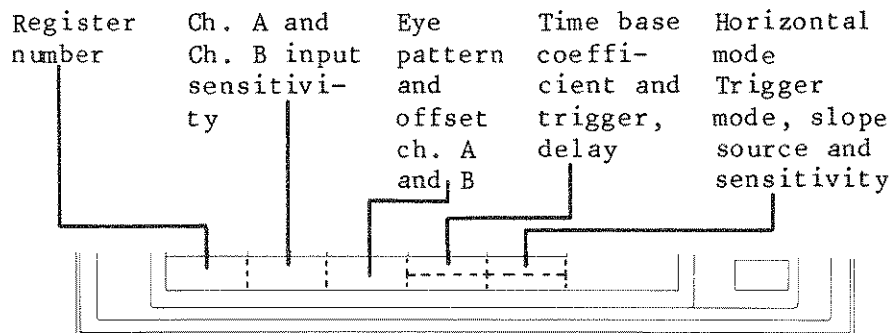 Register
number
Ch. A and
Ch. B input
sensitivi-
ty
Eye
pattern
and
offset
ch. A
and B
Time base
coeffi-
cient and
trigger,
delay
Horizontal
mode
Trigger
mode, slope
source and
sensitivity